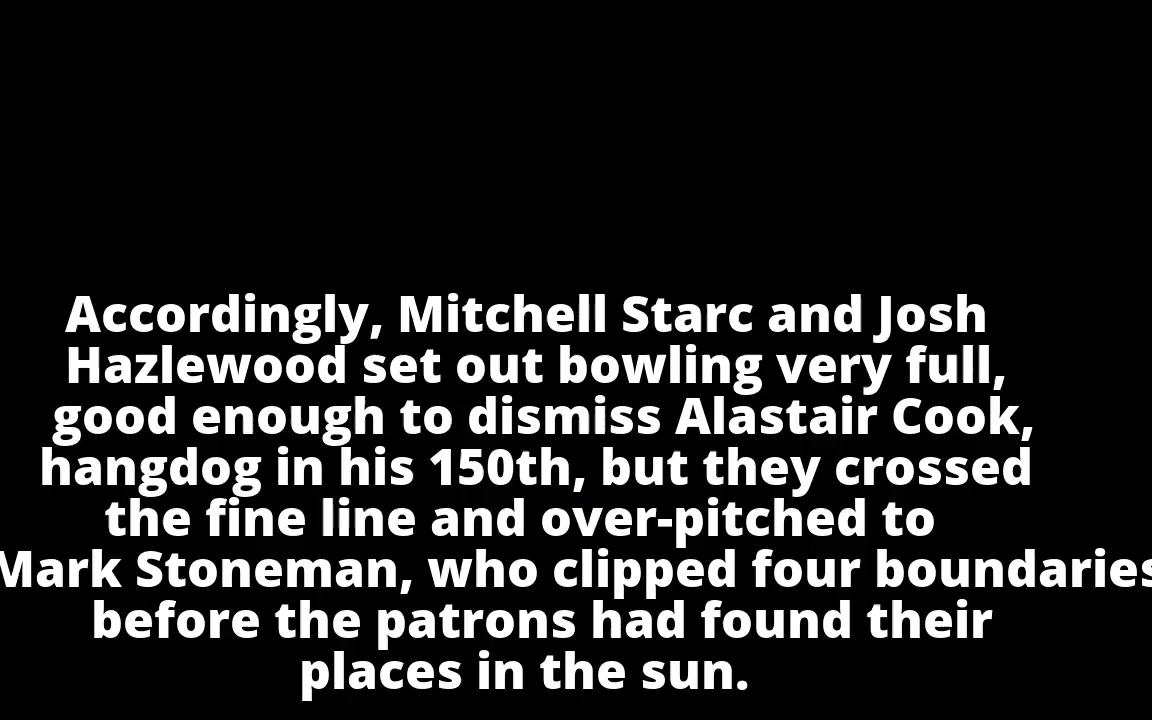 Accordingly, Mitchell Starc and Josh
Hazlewood set out bowling very full,
good enough to dismiss Alastair Cook,
hangdog in his 150th, but they crossed
the fine line and over-pitched to
Mark Stoneman, who clipped four boundaries
before the patrons had found their
places in the sun.